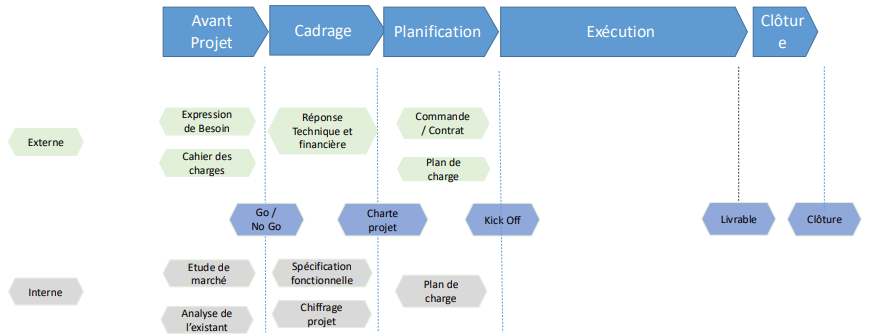 Avant
Projet
Cadrage
Planification
Exécution
Clôtur
e
Externe
Expression
de Besoin
Cahier des
charges
Réponse
Technique et
financière
Commande
/ Contrat
Plan de
charge
Go /
No Go
Charte
projet
Kick Off
Livrable
Clôture
Interne
Etude de
marché
Analyse de
l'existant
Spécification
fonctionnelle
Chiffrage
projet
Plan de
charge